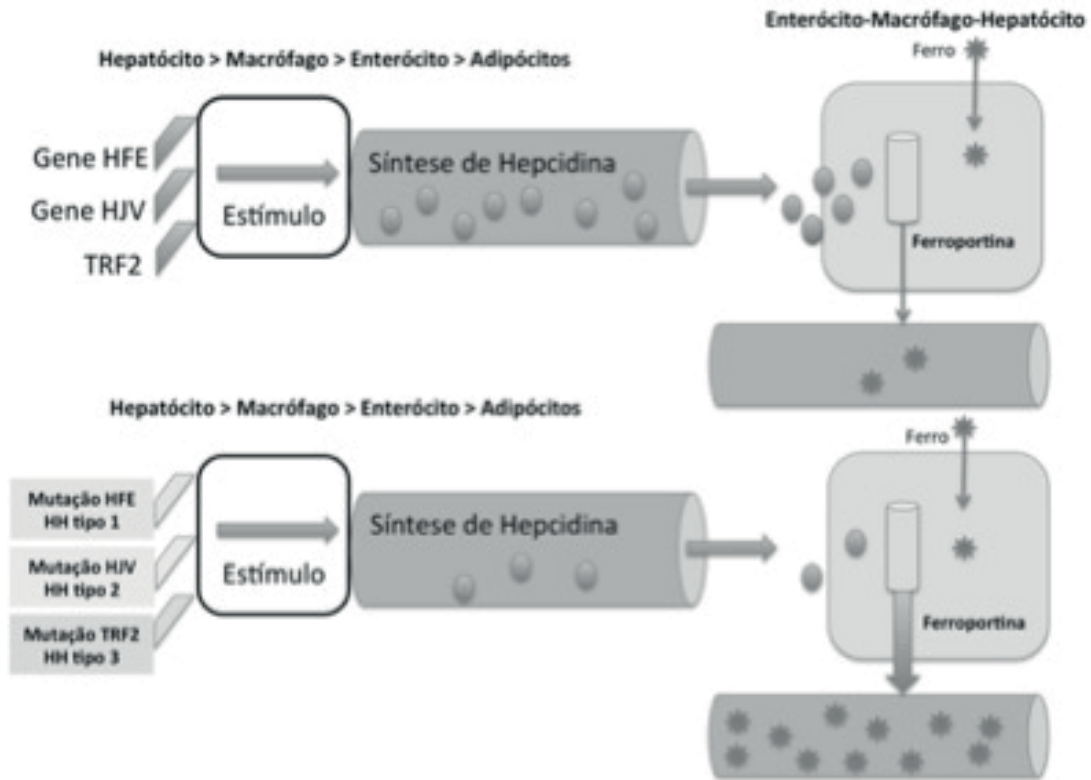 Enterócito-Macrófago-Hepatócito
Ferro
Hepatócito > Macrófago > Enterócito > Adipócitos
Gene HFE
Gene HJV
TRF2
Estímulo
Síntese de Hepcidina
Ferroportina
Hepatócito > Macrófago > Enterócito > Adipócitos
Ferro
Mutação HFE
HH tipo 1
Mutação HJV
HH tipo 2
Mutação TRF2
HH tipo 3
Estímulo
Síntese de Hepcidina
Ferroportina